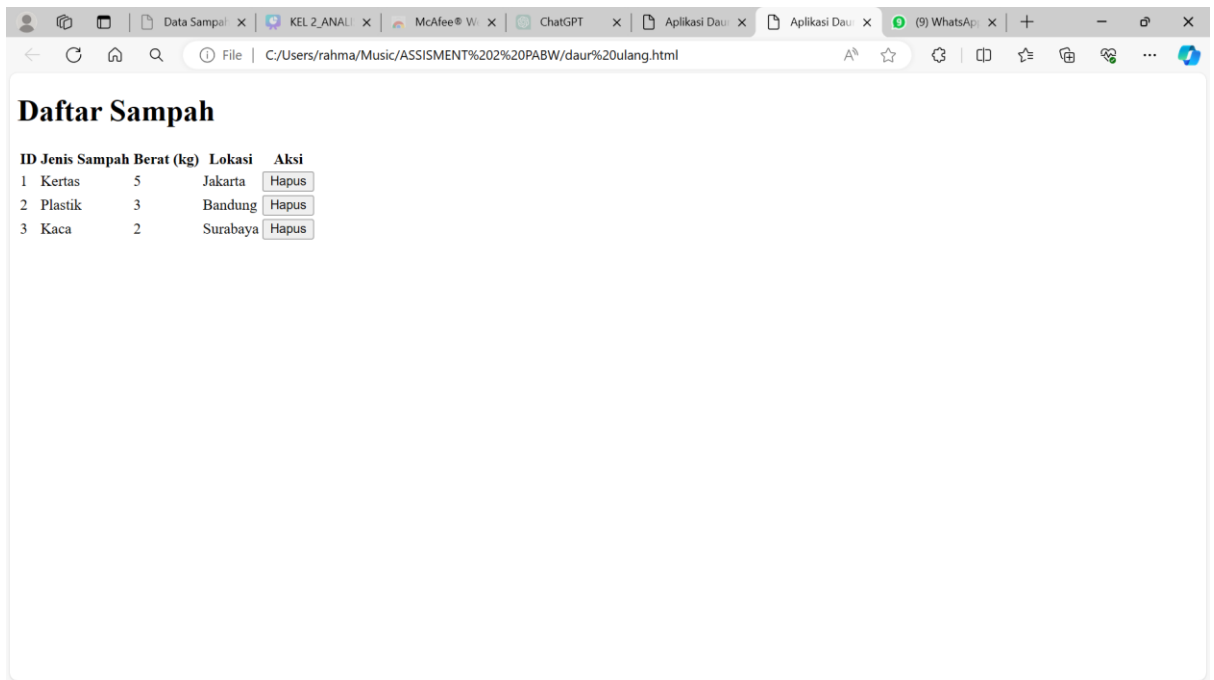 Data Sampah KEL 2_ANALI McAfee® W ChatGPT Aplikasi Dau Aplikasi Dau 9 (9) WhatsAp
File C:/Users/rahma/Music/ASSISMENT%202%20PABW/daur%20ulang.html A
Daftar Sampah
ID Jenis Sampah Berat (kg) Lokasi Aksi
1 Kertas 5 Jakarta Hapus
2 Plastik 3 Bandung Hapus
3 Kaca 2 Surabaya Hapus